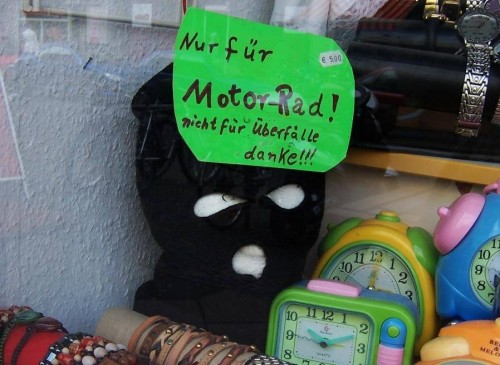 Nur für
€ 5,00
Motor-Rad!
nicht für Überfälle
danke!!!